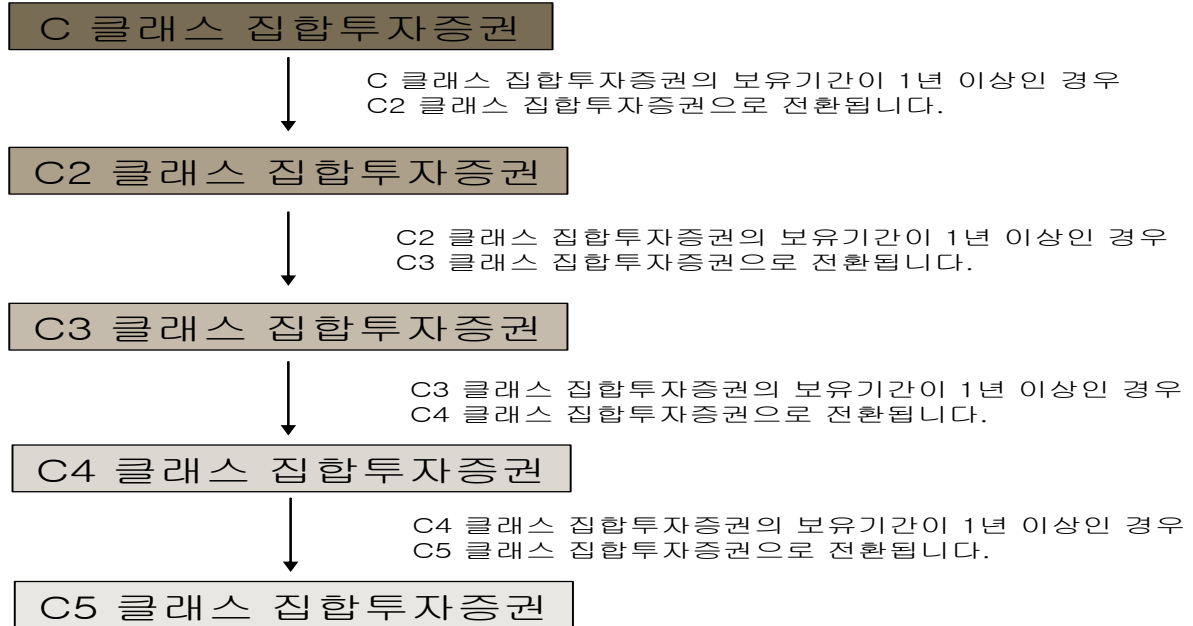 C 클래스 집합투자증권
C 클래스 집합투자증권의 보유기간이 1년 이상인 경우
C2 클래스 집합투자증권으로 전환됩니다.
C2 클래스 집합투자증권
C2 클래스 집합투자증권의 보유기간이 1년 이상인 경우
C3 클래스 집합투자증권으로 전환됩니다.
C3 클래스 집합투자증권
C3 클래스 집합투자증권의 보유기간이 1년 이상인 경우
C4 클래스 집합투자증권으로 전환됩니다.
C4 클래스 집합투자증권
C4 클래스 집합투자증권의 보유기간이 1년 이상인 경우
C5 클래스 집합투자증권으로 전환됩니다.
C5 클래스 집합투자증권